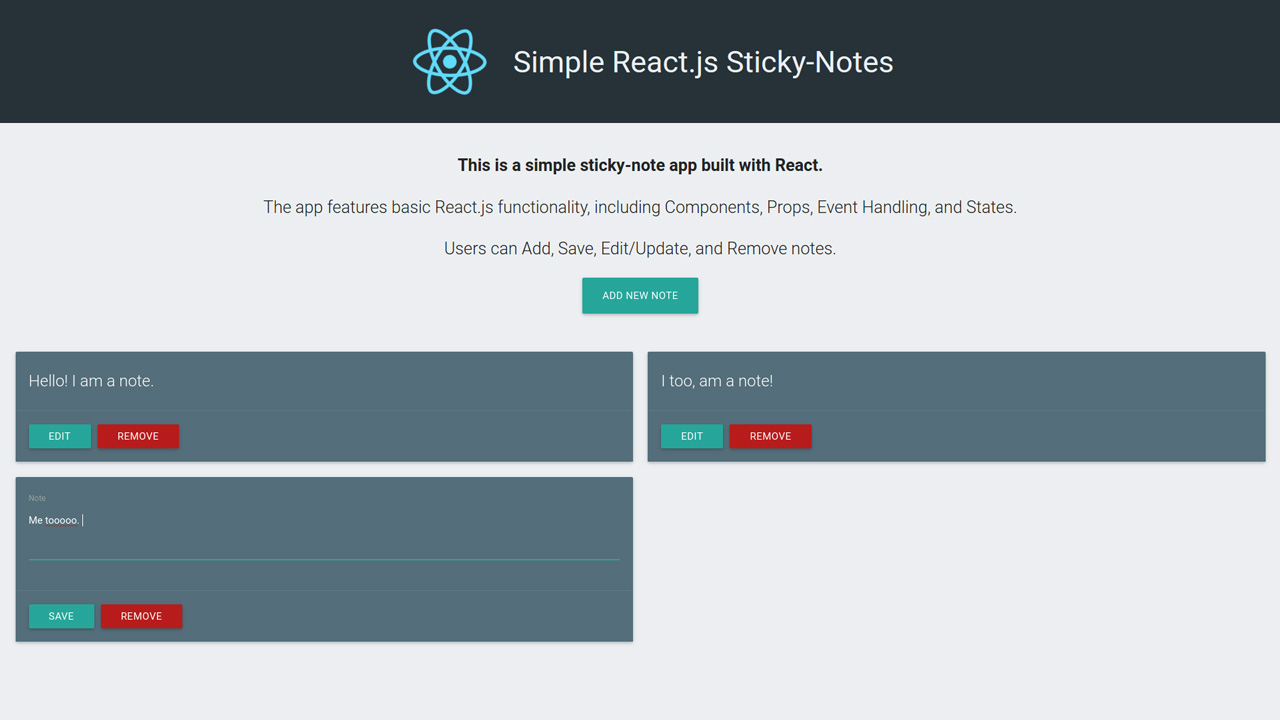 Simple React.js Sticky-Notes
This is a simple sticky-note app built with React.
The app features basic React.js functionality, including Components, Props, Event Handling, and States.
Users can Add, Save, Edit/Update, and Remove notes.
ADD NEW NOTE
Hello! I am a note.
EDIT REMOVE
I too, am a note!
EDIT REMOVE
Note
Me tooooo.
SAVE REMOVE